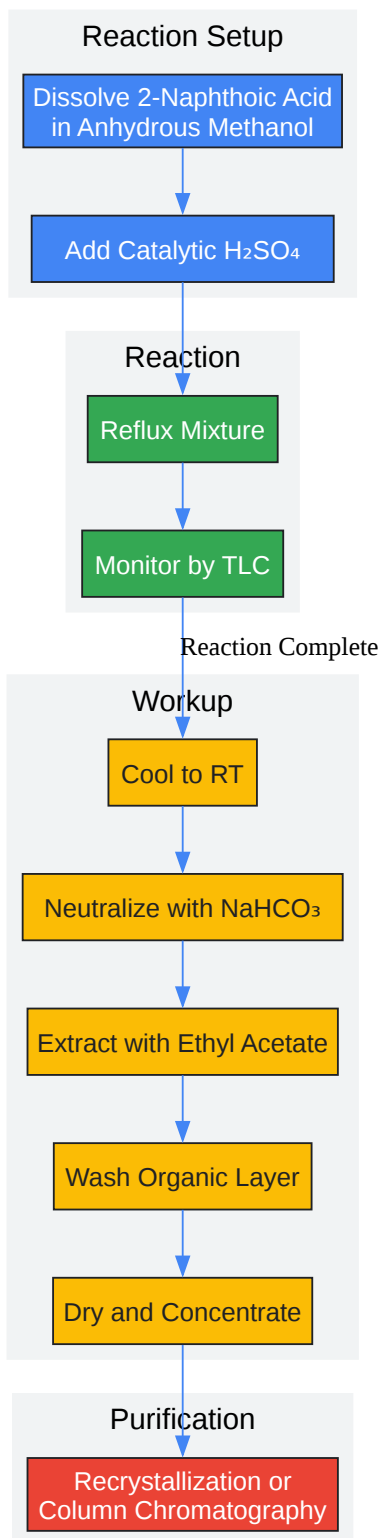 Reaction Setup
Dissolve 2-Naphthoic Acid
in Anhydrous Methanol
Add Catalytic H₂SO₄
Reaction
Reflux Mixture
Monitor by TLC
Reaction Complete
Workup
Cool to RT
Neutralize with NaHCO₃
Extract with Ethyl Acetate
Wash Organic Layer
Dry and Concentrate
Purification
Recrystallization or
Column Chromatography